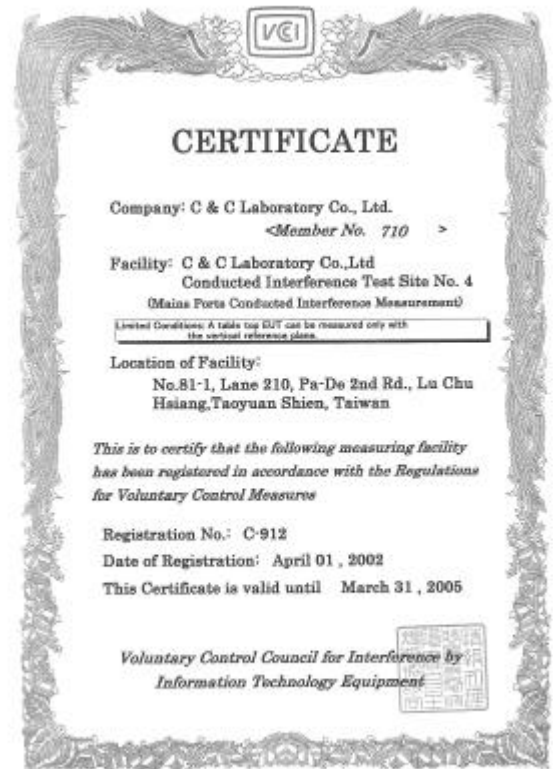 VCI
CERTIFICATE
Company: C & C Laboratory Co., Ltd.
<Member No. 710 >
Facility: C & C Laboratory Co.,Ltd
Conducted Interference Test Site No. 4
(Mains Ports Conducted Interference Measurement)
Limited Conditions: A table top EUT can be measured only with
the vertical reference plane.
Location of Facility:
No.81-1, Lane 210, Pa-De 2nd Rd., Lu Chu
Hsiang,Taoyuan Shien, Taiwan
This is to certify that the following measuring facility
has been registered in accordance with the Regulations
for Voluntary Control Measures
Registration No.: C-912
Date of Registration: April 01 , 2002
This Certificate is valid until March 31 , 2005
Voluntary Control Council for Interference by
Information Technology Equipment